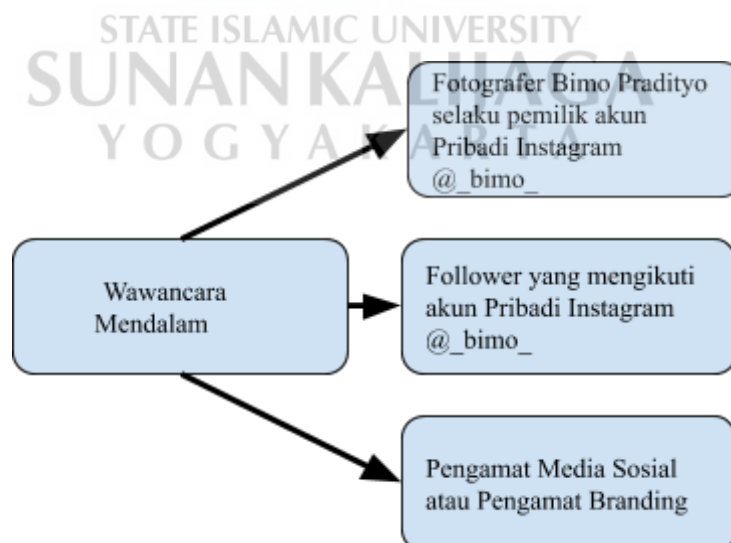 STATE ISLAMIC UNIVERSITY
SUNAN KALIJAGA
YOGYAKARTA
Fotografer Bimo Pradityo
selaku pemilik akun
Pribadi Instagram
@_bimo_
Wawancara
Mendalam
Follower yang mengikuti
akun Pribadi Instagram
@_bimo_
Pengamat Media Sosial
atau Pengamat Branding